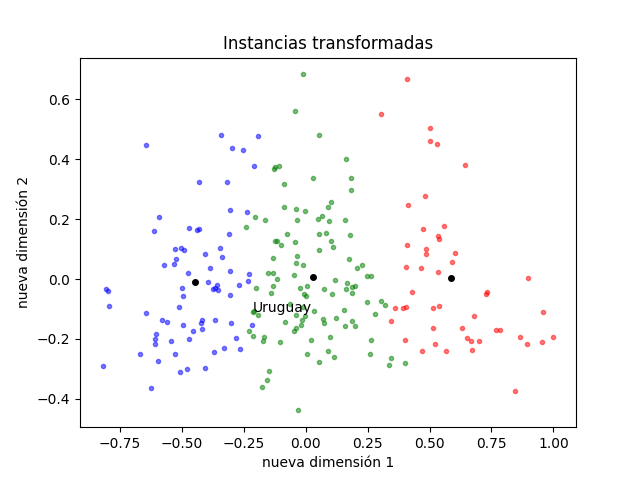 Instancias transformadas
nueva dimensión 2
0.6
0.4
0.2
0.0
−0.2
−0.4
Uruguay
−0.75 −0.50 −0.25 0.00 0.25 0.50 0.75 1.00
nueva dimensión 1